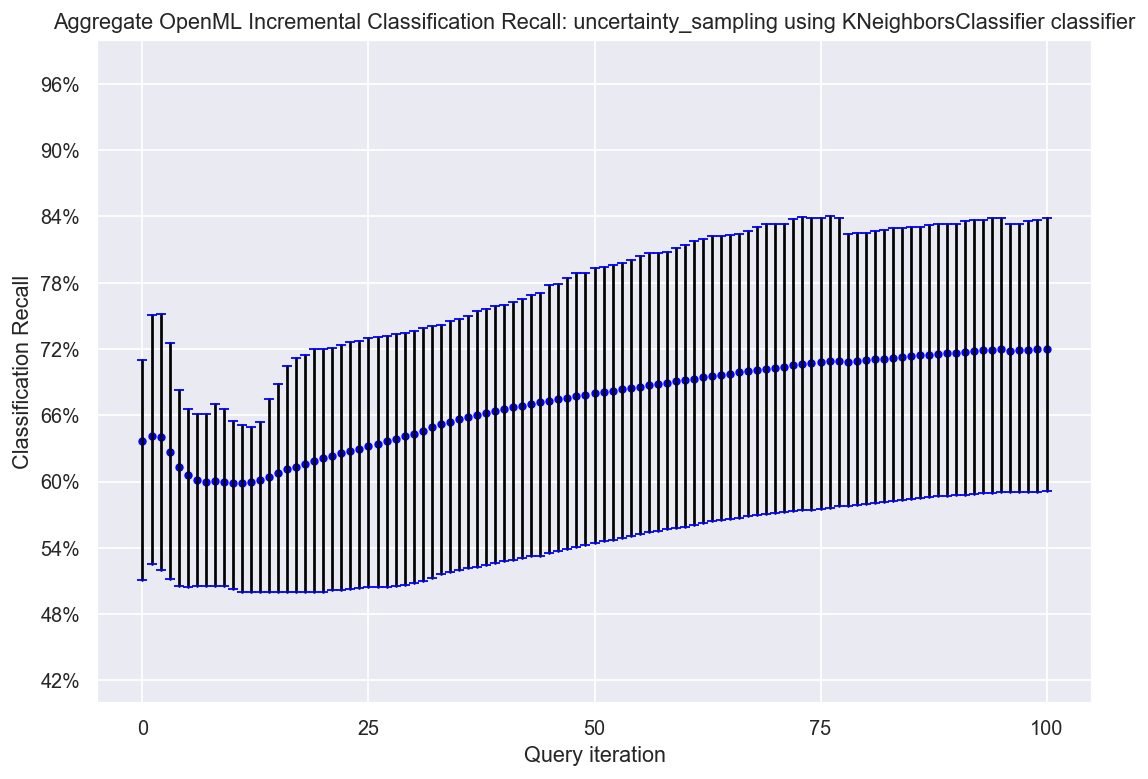 Aggregate OpenML Incremental Classification Recall: uncertainty_sampling using KNeighborsClassifier classifier
96%
90%
84%
78%
72%
66%
60%
54%
48%
42%
Classification Recall
0 25 50 75 100
Query iteration